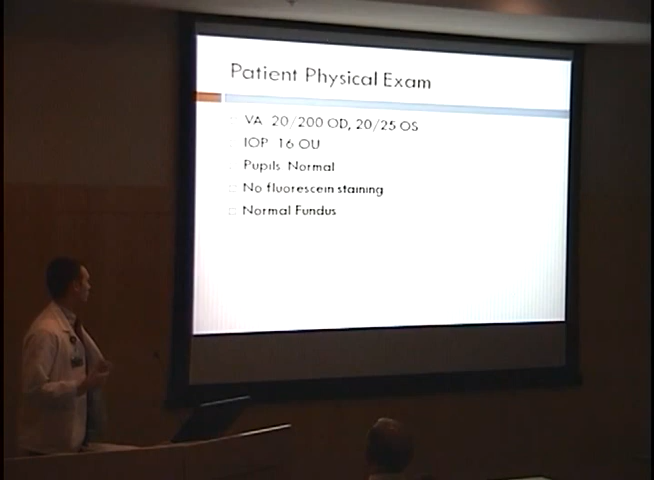 Patient Physical Exam
VA 20/200 OD, 20/25 OS
IOP 16 OU
Pupils Normal
No fluorescein staining
Normal Fundus